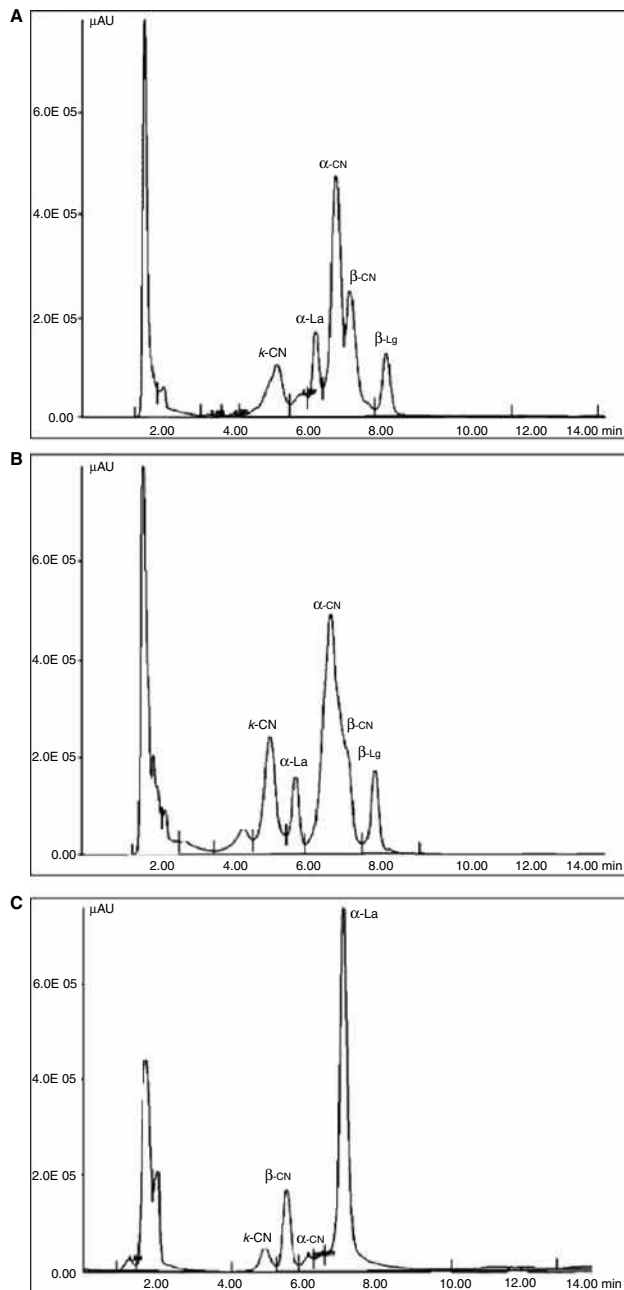 A
μAU
6.0E 05
α-CN
4.0E 05
β-CN
2.0E 05
α-La
β-Lg
k-CN
0.00
2.00 4.00 6.00 8.00 10.00 12.00 14.00 min
B
μAU
6.0E 05
α-CN
4.0E 05
k-CN
β-CN
2.0E 05
α-La
β-Lg
0.00
2.00 4.00 6.00 8.00 10.00 12.00 14.00 min
C
μAU
α-La
6.0E 05
4.0E 05
2.0E 05
β-CN
k-CN
α-CN
0.00
2.00 4.00 6.00 8.00 10.00 12.00 14.00 min